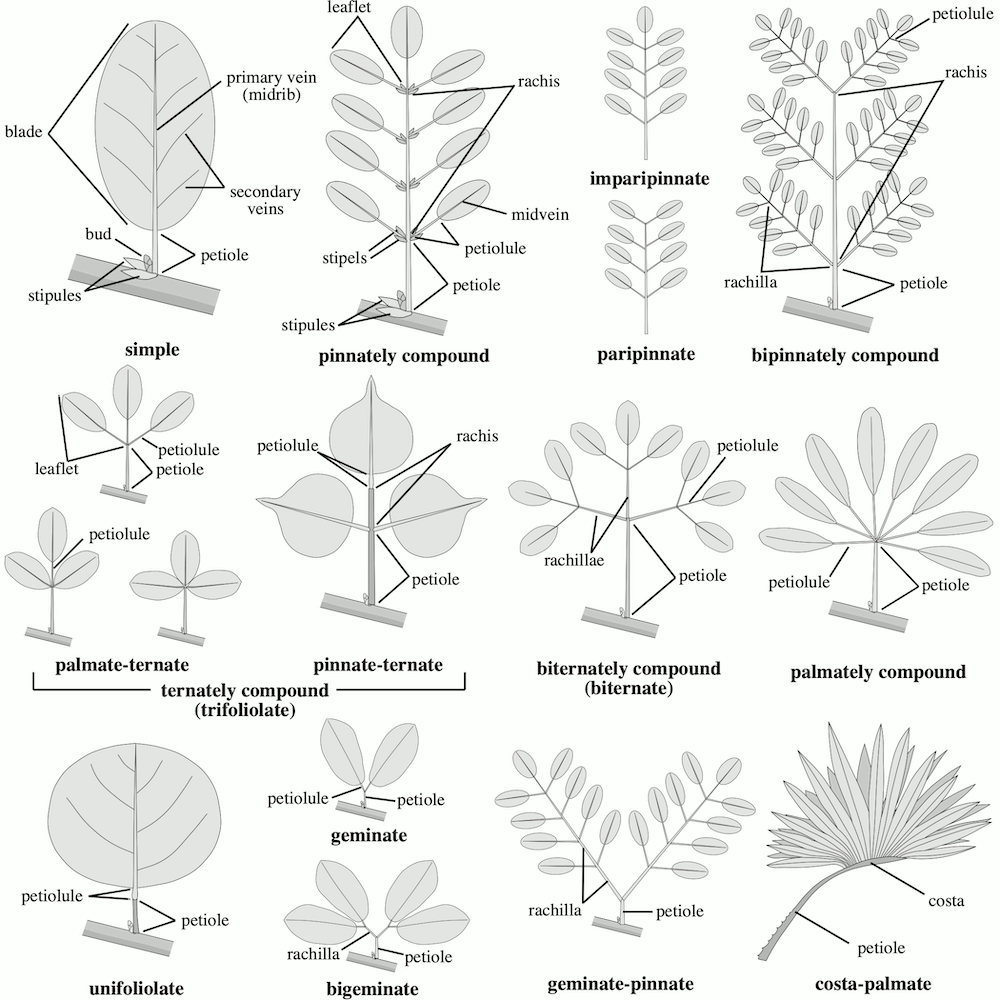 leaflet
petiolule
primary vein
(midrib)
rachis
rachis
blade
imparipinnate
secondary
veins
midvein
bud
petiole
stipels
petiolule
rachilla
petiole
stipules
petiole
stipules
simple
pinnately compound
paripinnate
bipinnately compound
petiolule
rachis
petiolule
petiolule
leaflet
petiole
petiolule
rachillae
petiole
petiole
petiolule
petiole
palmate-ternate
pinnate-ternate
biternately compound
(biternate)
palmately compound
ternately compound
(trifoliolate)
petiolule
petiole
geminate
petiolule
petiole
rachilla
petiole
costa
rachilla
petiole
petiole
unifoliolate
bigeminate
geminate-pinnate
costa-palmate